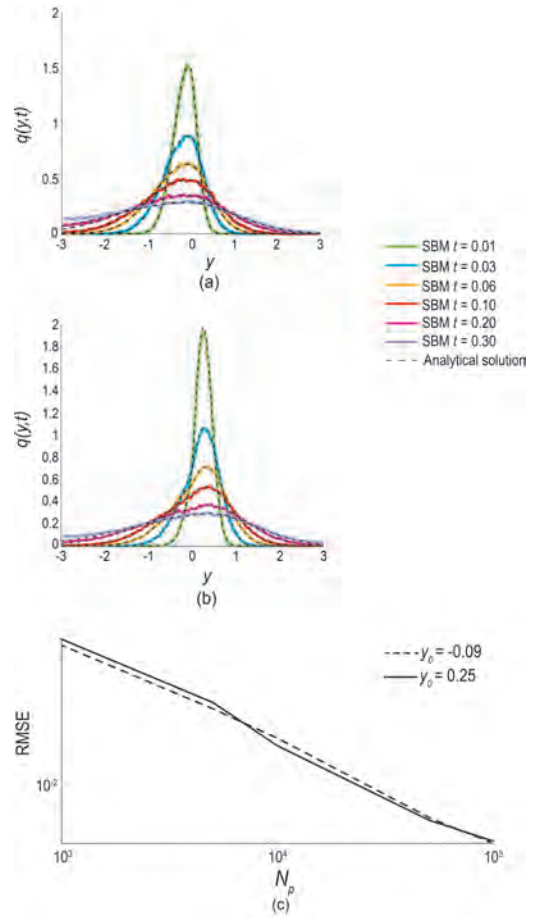 2
1.5
q(y,t)
1
0.5
0
-3 -2 -1 0 1 2 3
y
(a)
SBM t = 0.01
SBM t = 0.03
SBM t = 0.06
SBM t = 0.10
SBM t = 0.20
SBM t = 0.30
Analytical solution
2
1.8
1.6
1.4
1.2
q(y,t)
1
0.8
0.6
0.4
0.2
0
-3 -2 -1 0 1 2 3
y
(b)
y₀ = -0.09
y₀ = 0.25
RMSE
10⁻²
10³ 10⁴ 10⁵
Nₚ
(c)